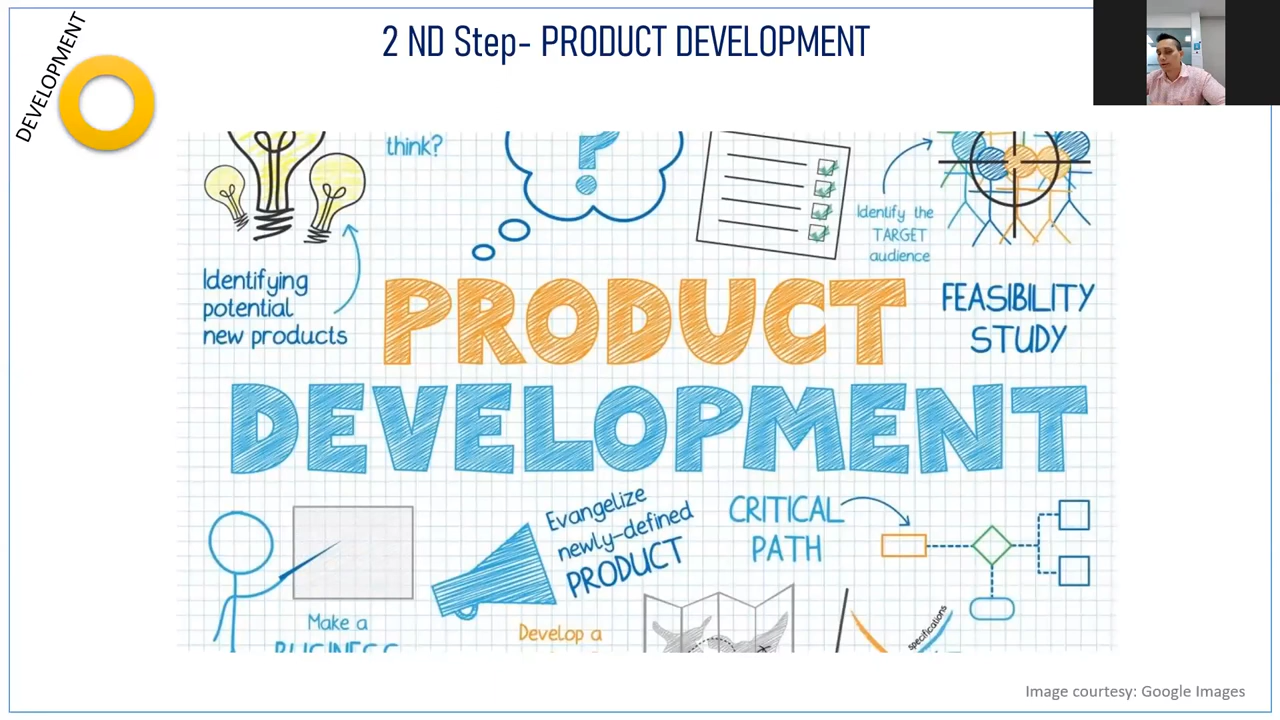 DEVELOPMENT
2 ND Step- PRODUCT DEVELOPMENT
think?
?
Identify the
TARGET
audience
Identifying
potential
new products
FEASIBILITY
STUDY
PRODUCT
DEVELOPMENT
Evangelize
newly-defined
PRODUCT
CRITICAL
PATH
Make a
BUSINESS
Develop a
specifications
Image courtesy: Google Images